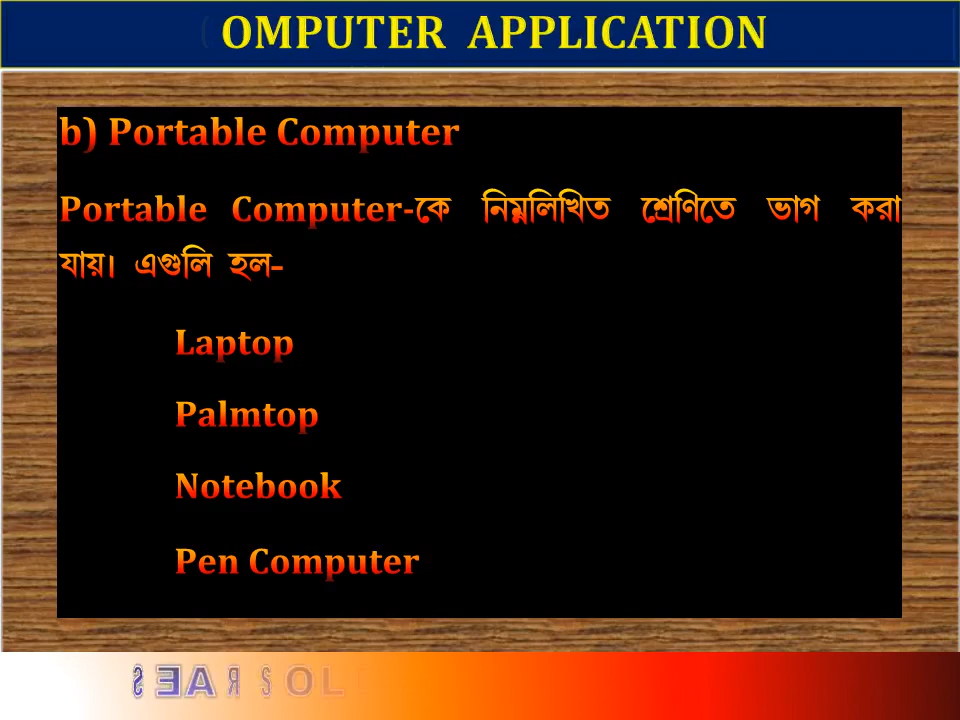 OMPUTER APPLICATION
b) Portable Computer
Portable Computer-কে নিম্নলিখিত শ্রেণিতে ভাগ করা
যায়। এগুলি হল-
Laptop
Palmtop
Notebook
Pen Computer